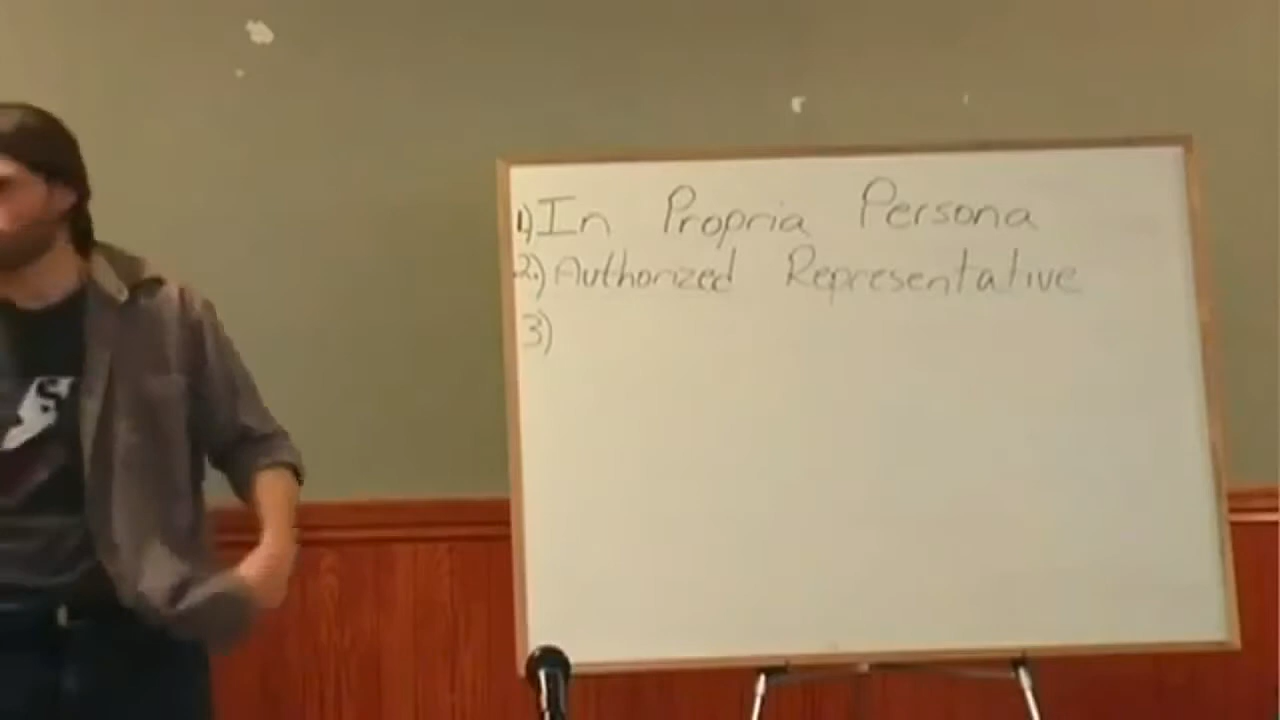 1) In Propria Persona
2.) Authorized Representative
3)